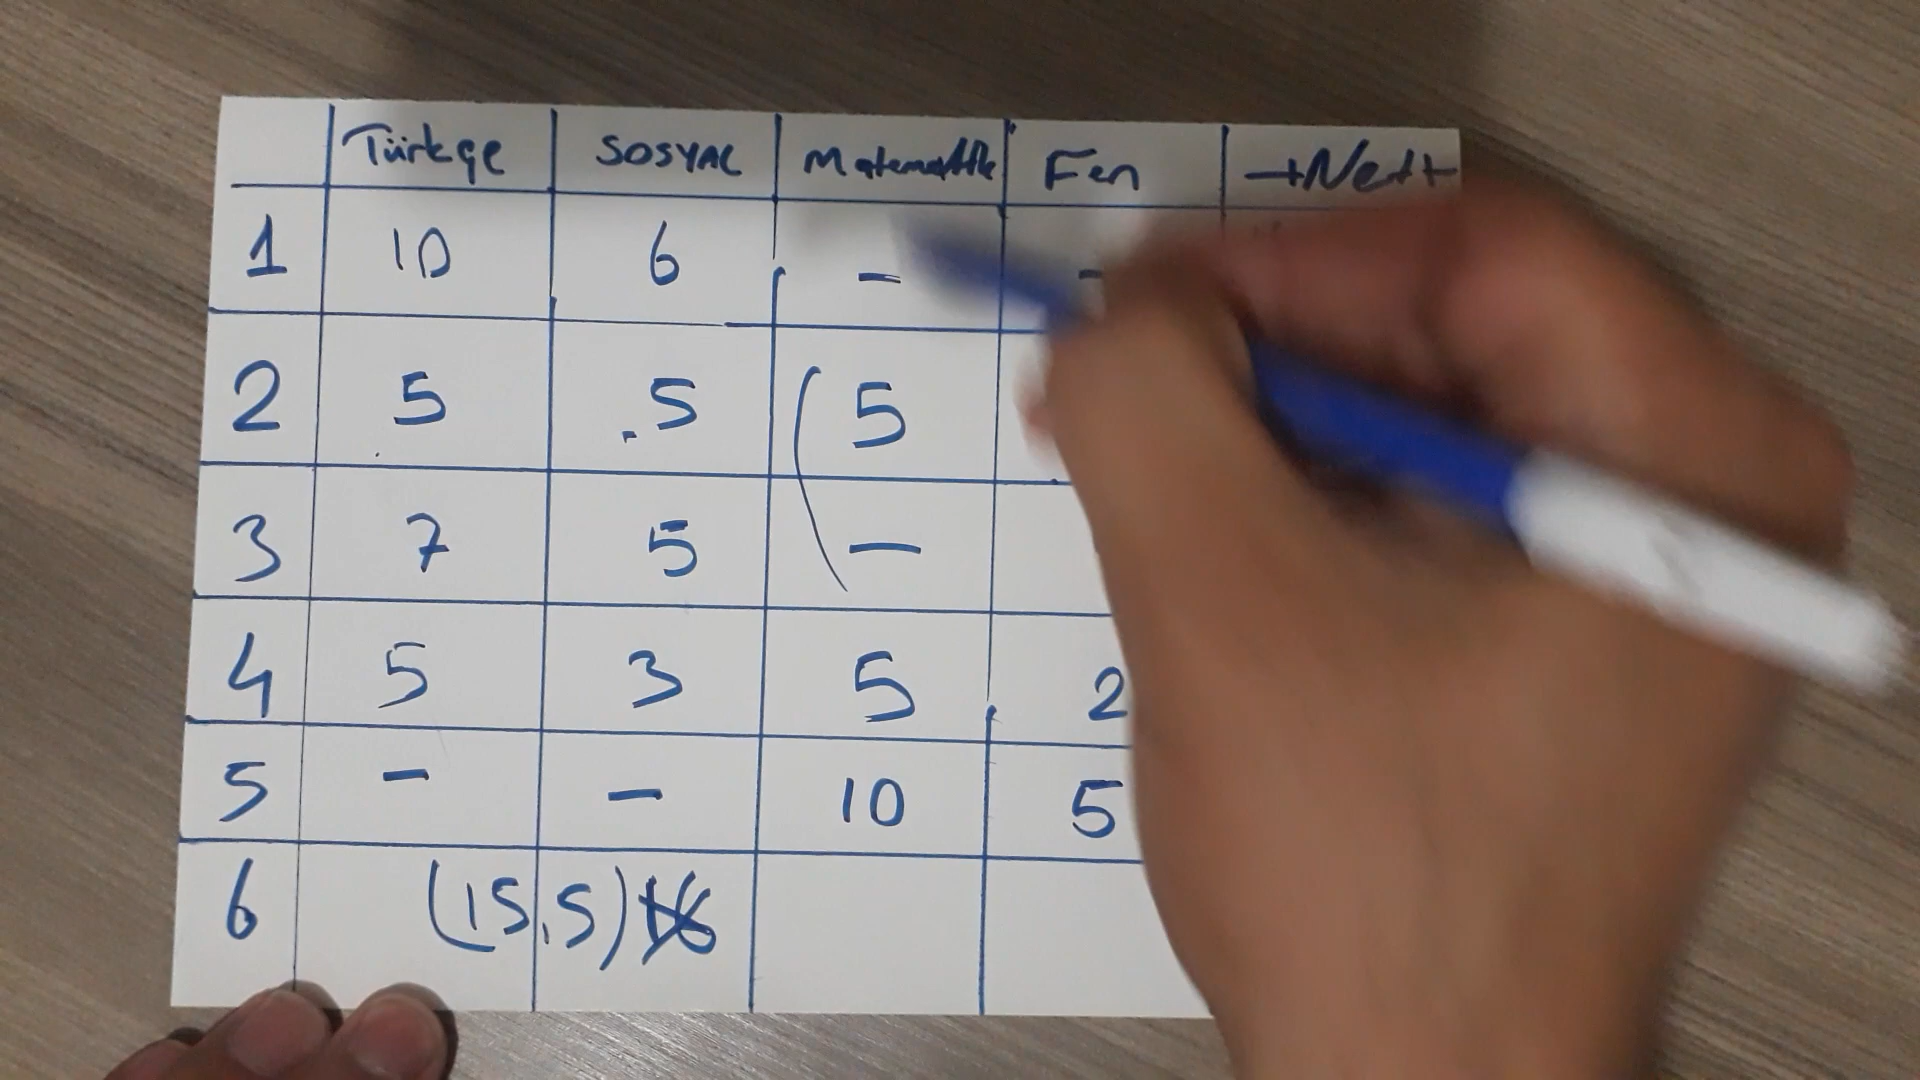 Türkçe SOSYAL Matematik Fen →Nett
1 10 6 - -
2 5 .5 5
3 7 5 -
4 5 3 5 2
5 - - 10 5
6 (15,5)